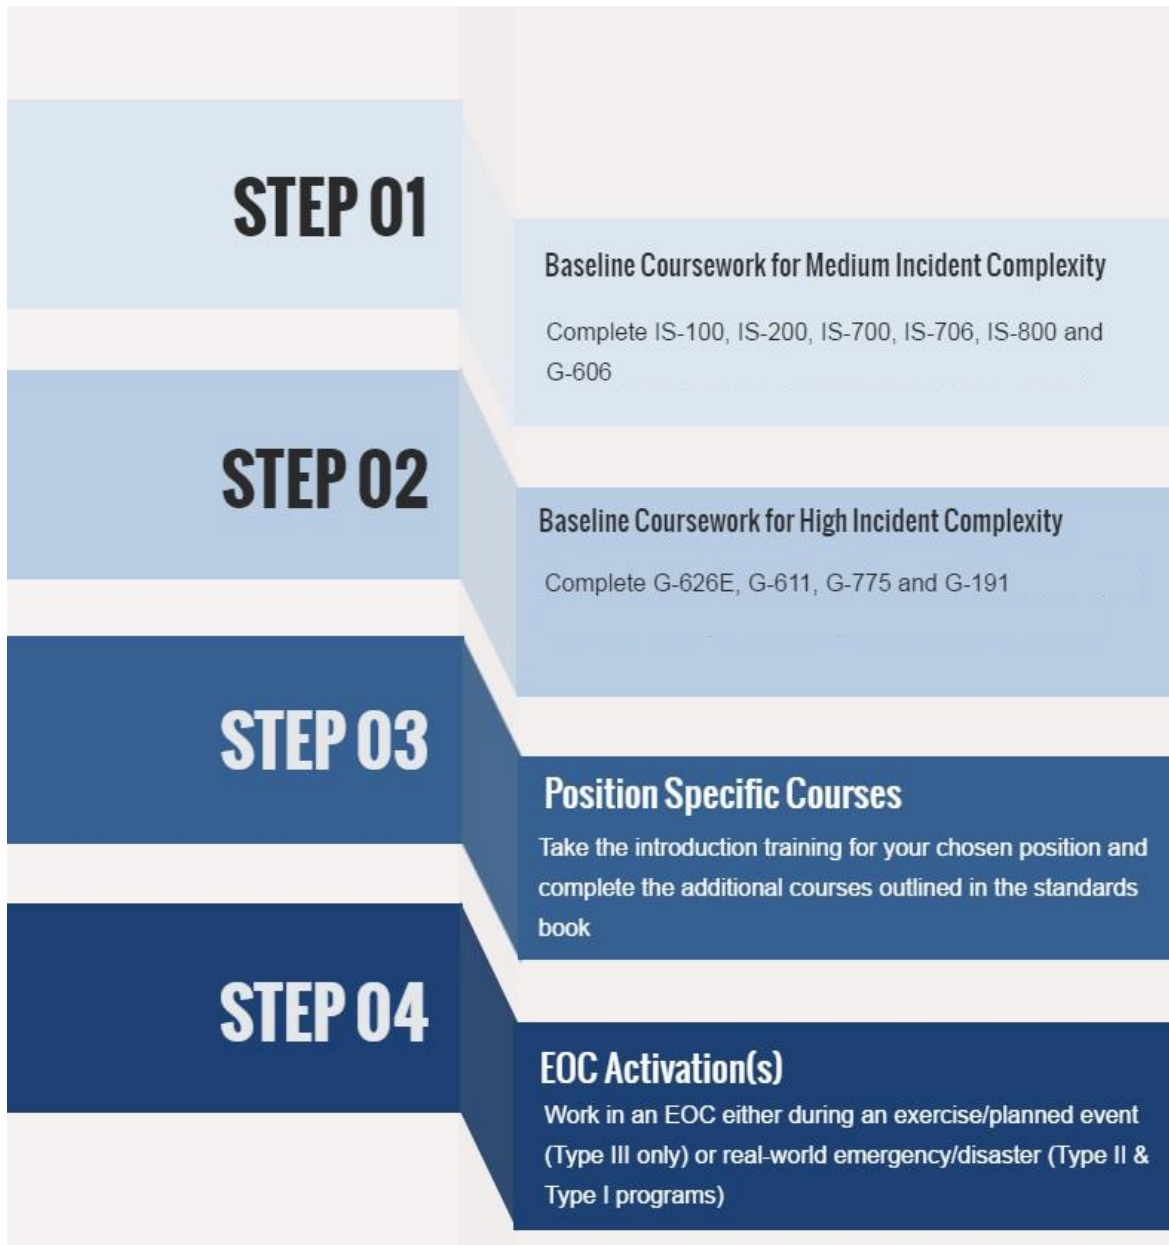 STEP 01
Baseline Coursework for Medium Incident Complexity
Complete IS-100, IS-200, IS-700, IS-706, IS-800 and
G-606
STEP 02
Baseline Coursework for High Incident Complexity
Complete G-626E, G-611, G-775 and G-191
STEP 03
Position Specific Courses
Take the introduction training for your chosen position and
complete the additional courses outlined in the standards
book
STEP 04
EOC Activation(s)
Work in an EOC either during an exercise/planned event
(Type III only) or real-world emergency/disaster (Type II &
Type I programs)